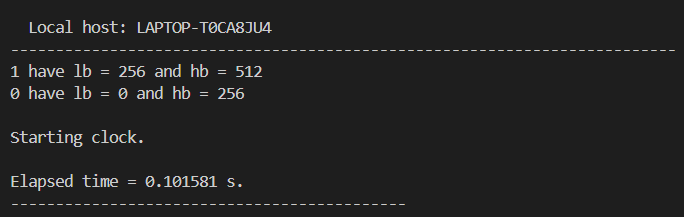 Local host: LAPTOP-T0CA8JU4
--------------------------------------------------------------------------
1 have lb = 256 and hb = 512
0 have lb = 0 and hb = 256
Starting clock.
Elapsed time = 0.101581 s.
--------------------------------------------